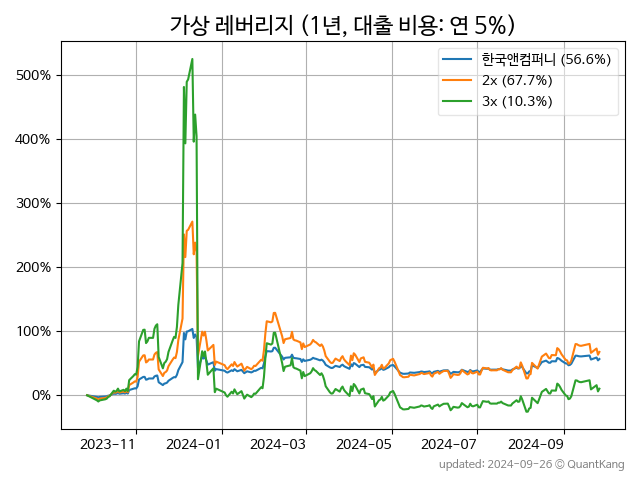 가상 레버리지 (1년, 대출 비용: 연 5%)
한국앤컴퍼니 (56.6%)
2x (67.7%)
3x (10.3%)
500%
400%
300%
200%
100%
0%
2023-11 2024-01 2024-03 2024-05 2024-07 2024-09
updated: 2024-09-26 © QuantKang